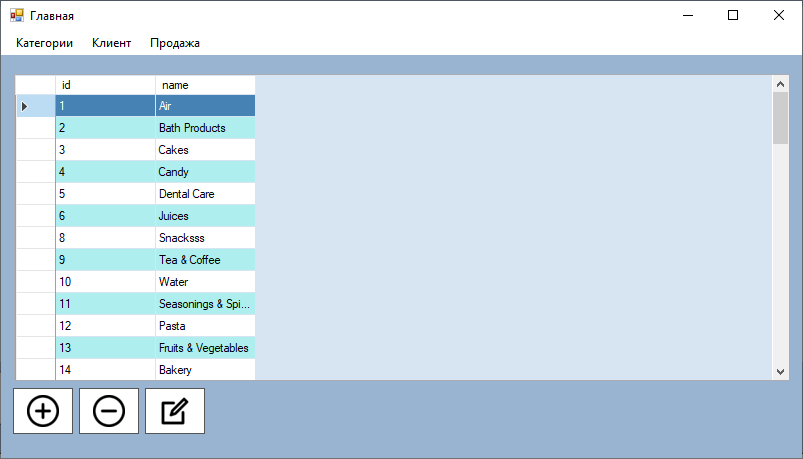 Главная
Категории Клиент Продажа
id name
1 Air
2 Bath Products
3 Cakes
4 Candy
5 Dental Care
6 Juices
8 Snacksss
9 Tea & Coffee
10 Water
11 Seasonings & Spi...
12 Pasta
13 Fruits & Vegetables
14 Bakery